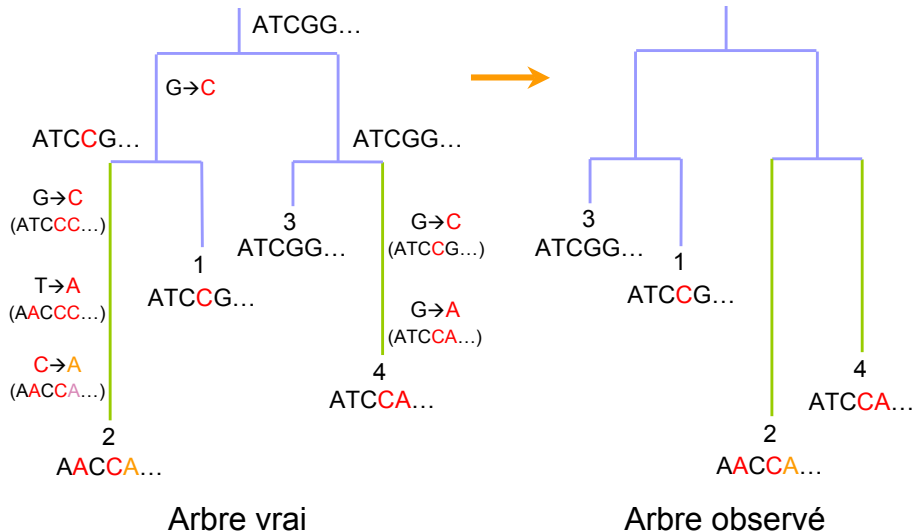 ATCGG...
G→C
ATCCG...
ATCGG...
G→C
(ATCCC...)
T→A
(AACCC...)
C→A
(AACCA...)
2
AACCA...
1
ATCCG...
3
ATCGG...
G→C
(ATCCG...)
G→A
(ATCCA...)
4
ATCCA...
Arbre vrai
3
ATCGG...
1
ATCCG...
2
AACCA...
4
ATCCA...
Arbre observé